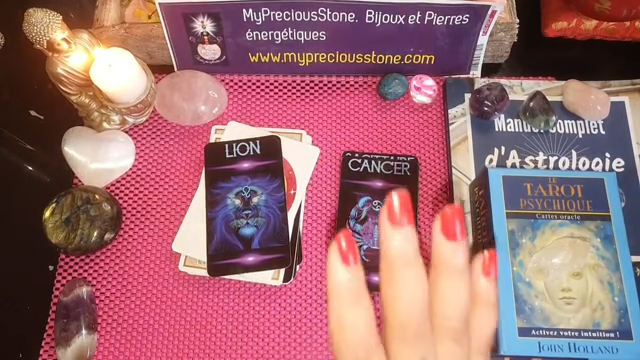 MyPreciousStone. Bijoux et Pierres
énergétiques
www.mypreciousstone.com
LION
SAGITTAIRE
CANCER
Manuel complet
d'Astrologie
LE
TAROT
PSYCHIQUE
Cartes oracle
Activez votre intuition !
JOHN HOLLAND